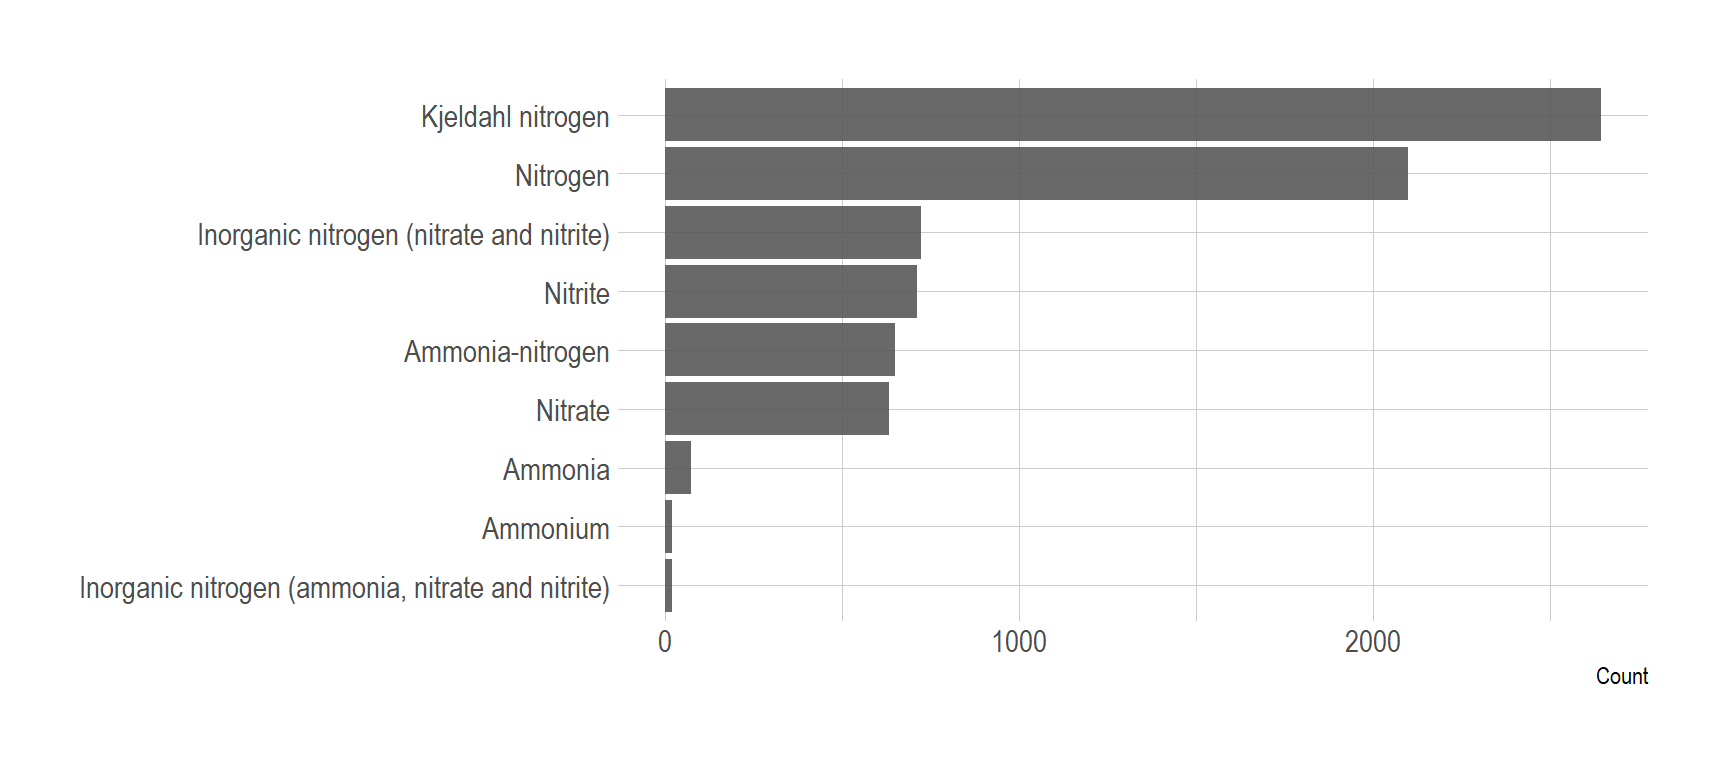 Kjeldahl nitrogen
Nitrogen
Inorganic nitrogen (nitrate and nitrite)
Nitrite
Ammonia-nitrogen
Nitrate
Ammonia
Ammonium
Inorganic nitrogen (ammonia, nitrate and nitrite)
0 1000 2000
Count